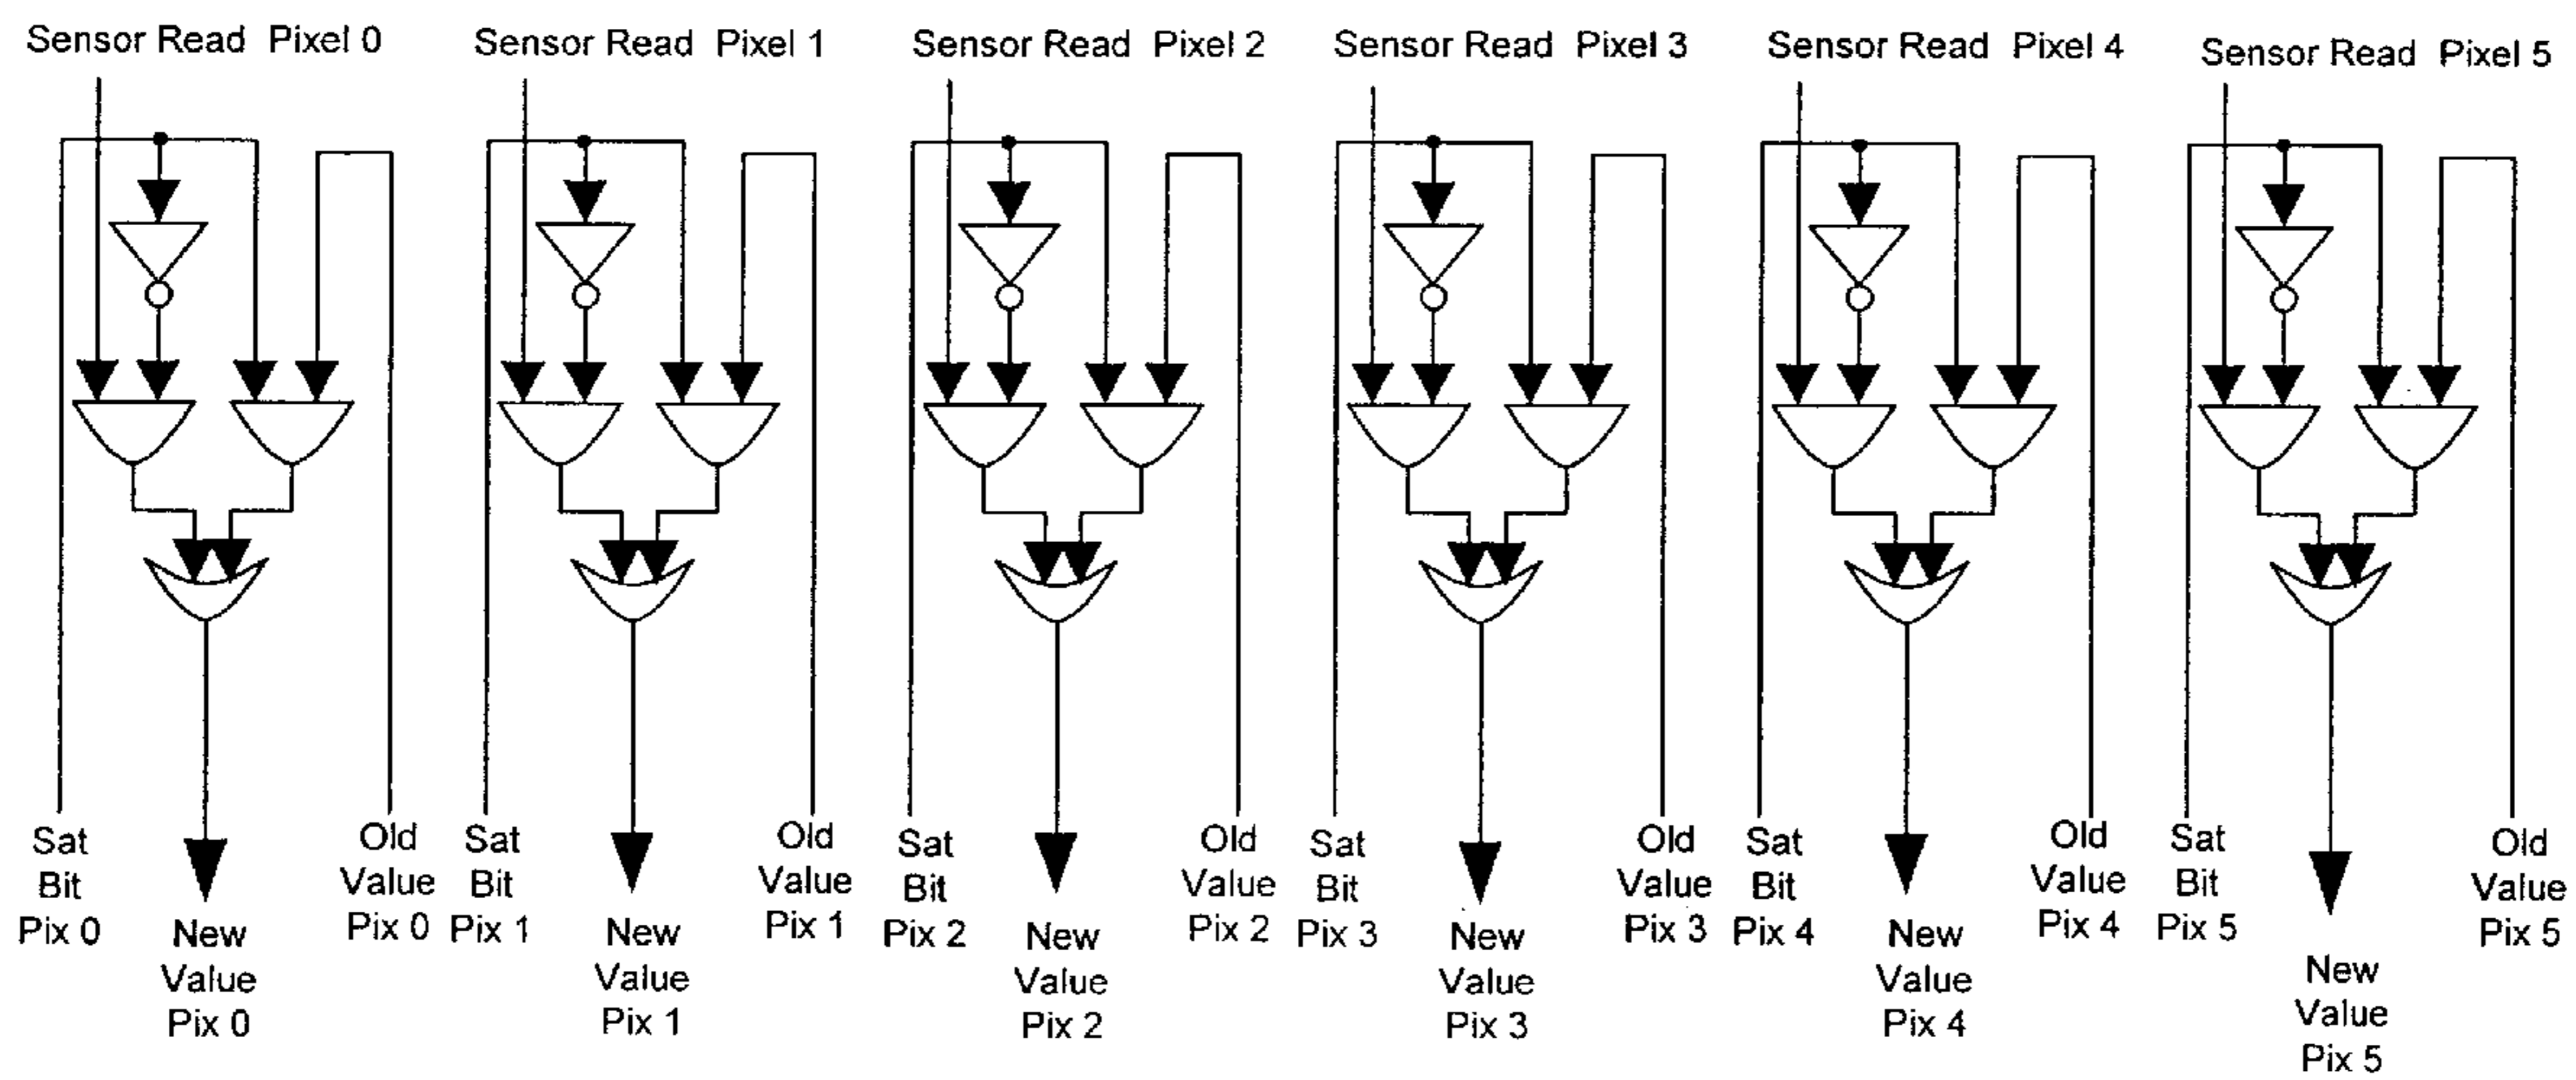 Sensor Read Pixel 0
Sensor Read Pixel 1
Sensor Read Pixel 2
Sensor Read Pixel 3
Sensor Read Pixel 4
Sensor Read Pixel 5
Sat
Bit
Pix 0
New
Value
Pix 0
Old
Value
Pix 0
Sat
Bit
Pix 1
New
Value
Pix 1
Old
Value
Pix 1
Sat
Bit
Pix 2
New
Value
Pix 2
Old
Value
Pix 2
Sat
Bit
Pix 3
New
Value
Pix 3
Old
Value
Pix 3
Sat
Bit
Pix 4
New
Value
Pix 4
Old
Value
Pix 4
Sat
Bit
Pix 5
New
Value
Pix 5
Old
Value
Pix 5